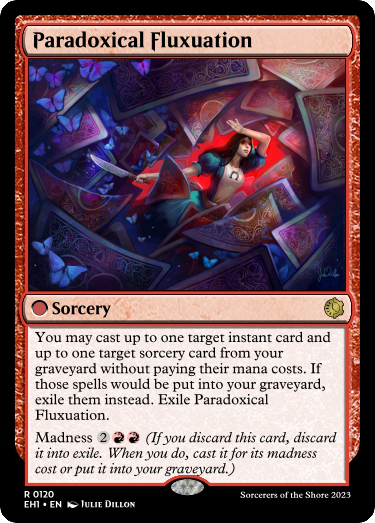 Paradoxical Fluxuation
Sorcery
You may cast up to one target instant card and
up to one target sorcery card from your
graveyard without paying their mana costs. If
those spells would be put into your graveyard,
exile them instead. Exile Paradoxical
Fluxuation.
Madness 2 (If you discard this card, discard
it into exile. When you do, cast it for its madness
cost or put it into your graveyard.)
R 0120
EH1 • EN JULIE DILLON
Sorcerers of the Shore 2023